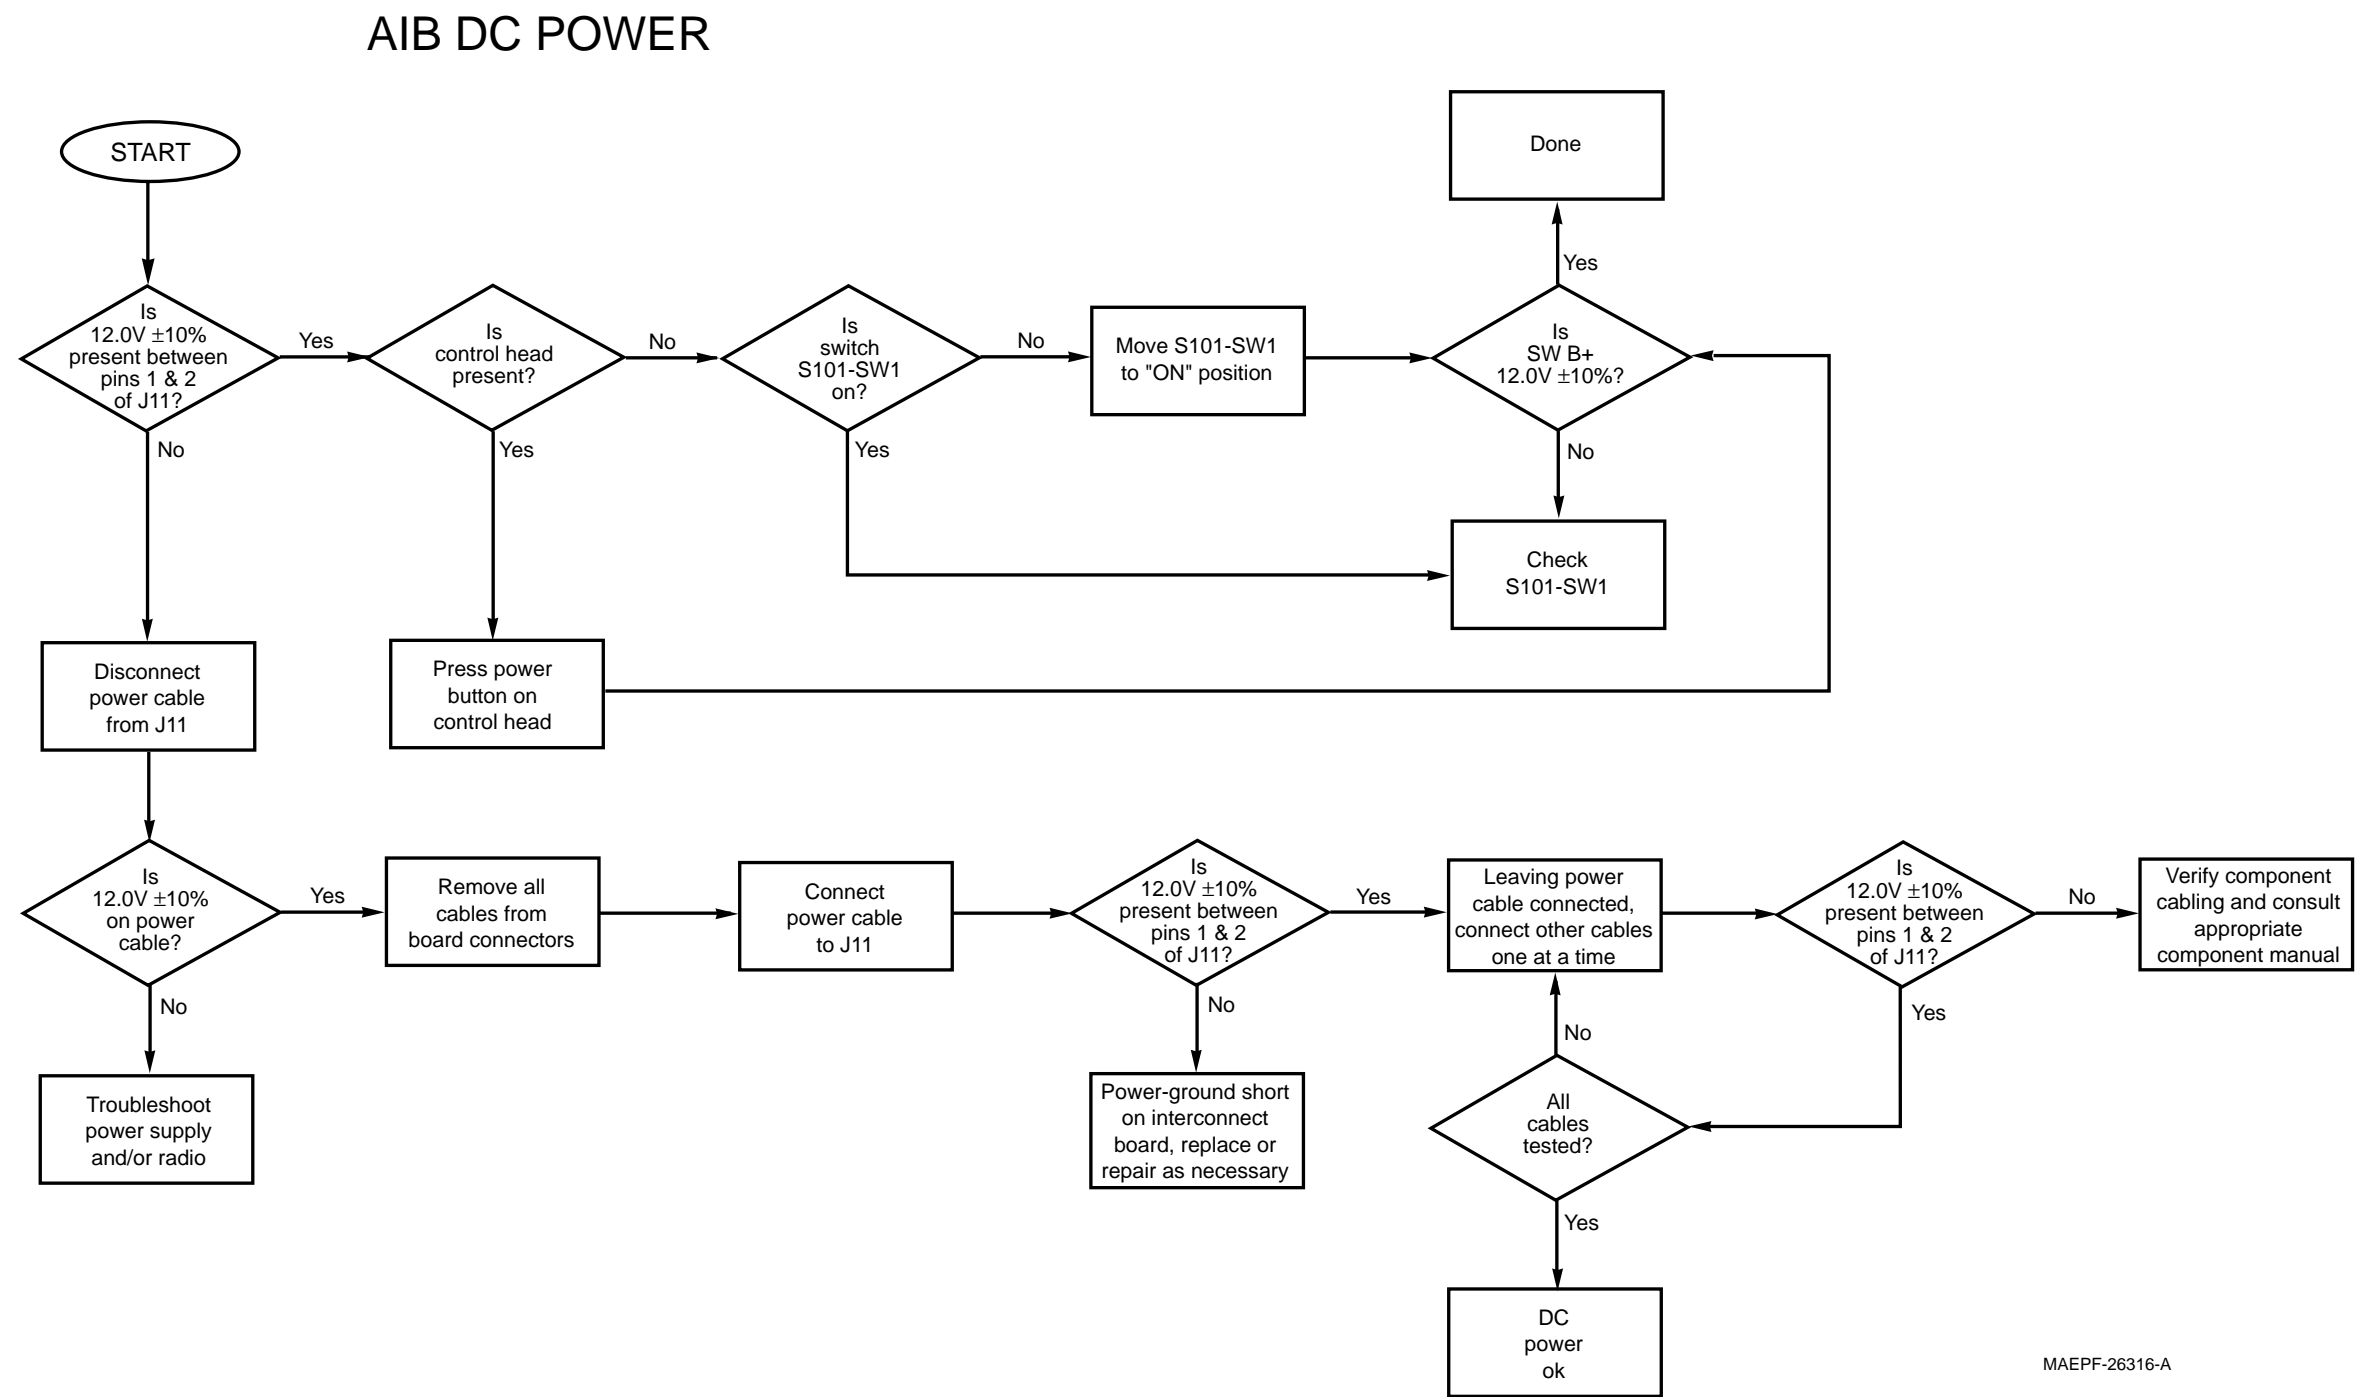 AIB DC POWER
START
Is
12.0V ±10%
present between
pins 1 & 2
of J11?
Yes
No
Is
control head
present?
No
Yes
Is
switch
S101-SW1
on?
No
Yes
Move S101-SW1
to "ON" position
Is
SW B+
12.0V ±10%?
Yes
No
Done
Check
S101-SW1
Disconnect
power cable
from J11
Press power
button on
control head
Is
12.0V ±10%
on power
cable?
Yes
No
Remove all
cables from
board connectors
Connect
power cable
to J11
Is
12.0V ±10%
present between
pins 1 & 2
of J11?
Yes
No
Leaving power
cable connected,
connect other cables
one at a time
Is
12.0V ±10%
present between
pins 1 & 2
of J11?
No
Yes
Verify component
cabling and consult
appropriate
component manual
Troubleshoot
power supply
and/or radio
Power-ground short
on interconnect
board, replace or
repair as necessary
No
All
cables
tested?
Yes
DC
power
ok
MAEPF-26316-A